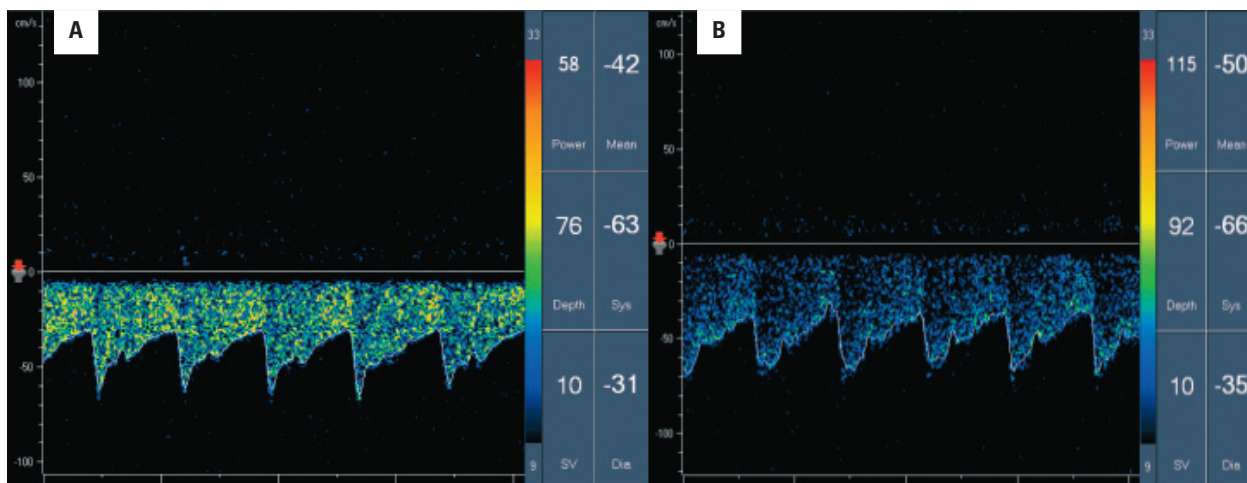 cm/s
A
100
50
0
-50
-100
33
9
58 -42
Power Mean
76 -63
Depth Sys
10 -31
SV Dia
cm/s
B
100
50
0
-50
-100
33
9
115 -50
Power Mean
92 -66
Depth Sys
10 -35
SV Dia